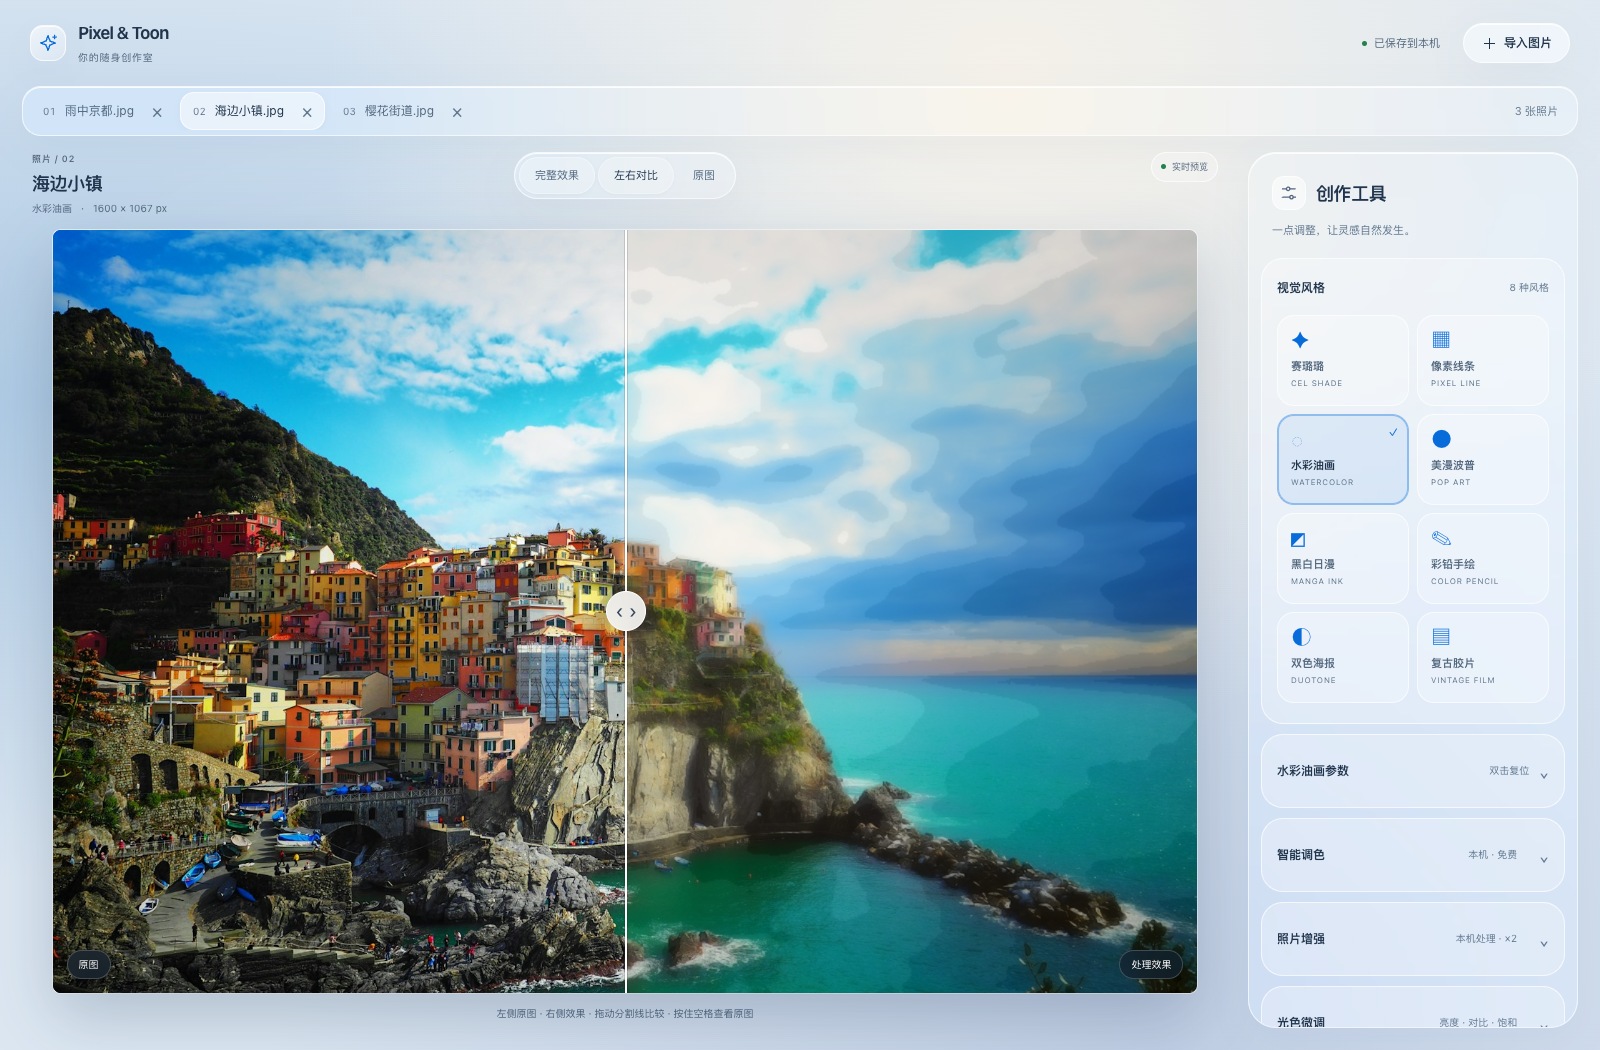 Pixel & Toon
你的随身创作室
已保存到本机
导入图片
01 雨中京都.jpg
02 海边小镇.jpg
03 樱花街道.jpg
3 张照片
照片 / 02
海边小镇
水彩油画 · 1600 × 1067 px
完整效果
左右对比
原图
实时预览
原图
处理效果
左侧原图 · 右侧效果 · 拖动分割线比较 · 按住空格查看原图
创作工具
一点调整，让灵感自然发生。
视觉风格
8 种风格
赛璐璐
CEL SHADE
像素线条
PIXEL LINE
水彩油画
WATERCOLOR
美漫波普
POP ART
黑白日漫
MANGA INK
彩铅手绘
COLOR PENCIL
双色海报
DUOTONE
复古胶片
VINTAGE FILM
水彩油画参数
双击复位
智能调色
本机 · 免费
照片增强
本机处理 · ×2
光色微调
亮度 · 对比 · 饱和